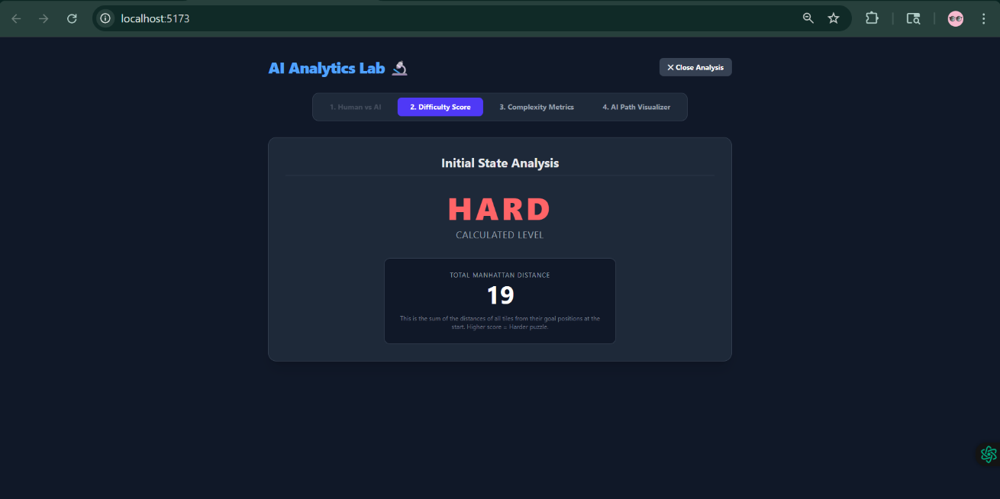 localhost:5173
AI Analytics Lab
✕ Close Analysis
1. Human vs AI
2. Difficulty Score
3. Complexity Metrics
4. AI Path Visualizer
Initial State Analysis
HARD
CALCULATED LEVEL
TOTAL MANHATTAN DISTANCE
19
This is the sum of the distances of all tiles from their goal positions at the
start. Higher score = Harder puzzle.